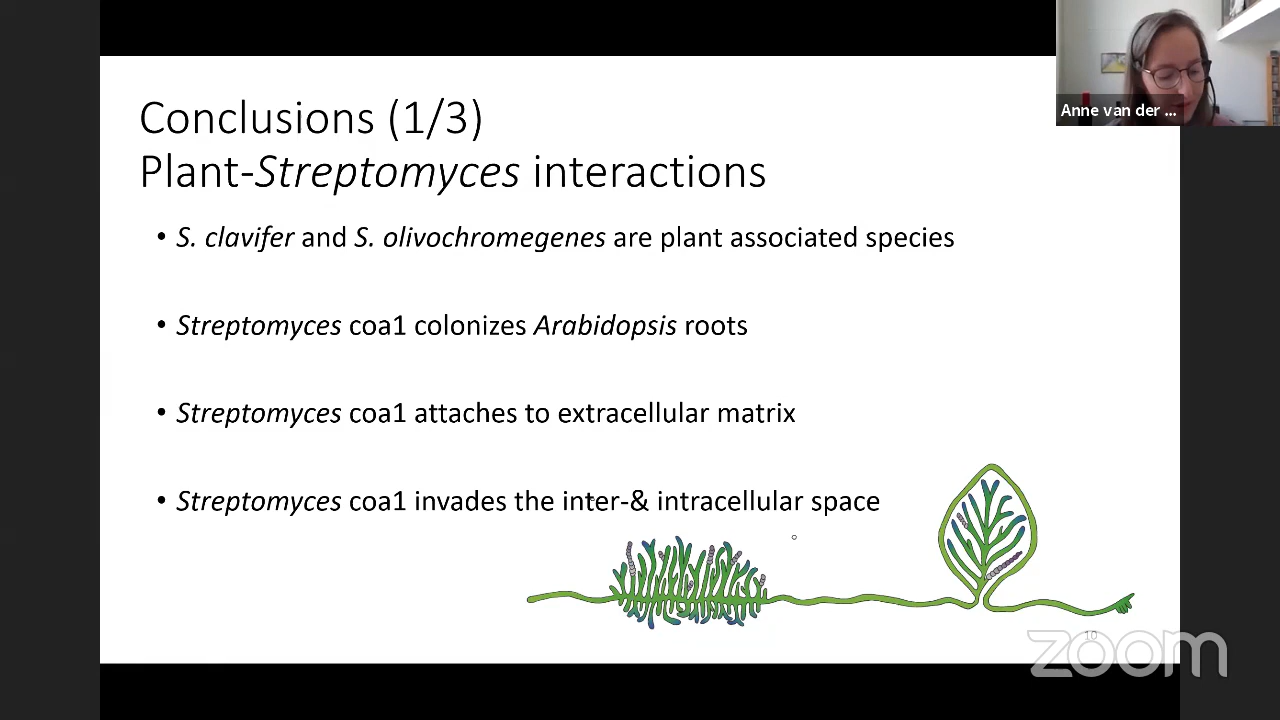 Conclusions (1/3)
Anne van der ...
Plant-Streptomyces interactions
• S. clavifer and S. olivochromegenes are plant associated species
• Streptomyces coa1 colonizes Arabidopsis roots
• Streptomyces coa1 attaches to extracellular matrix
• Streptomyces coa1 invades the inter-& intracellular space
10
zoom